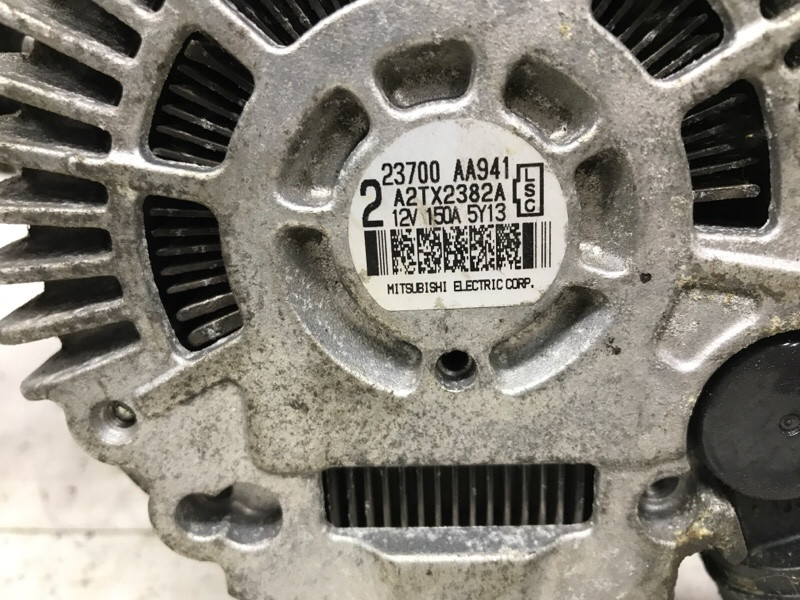 23700 AA941
2 A2TX2382A
12V 150A 5Y13
LSC
MITSUBISHI ELECTRIC CORP.